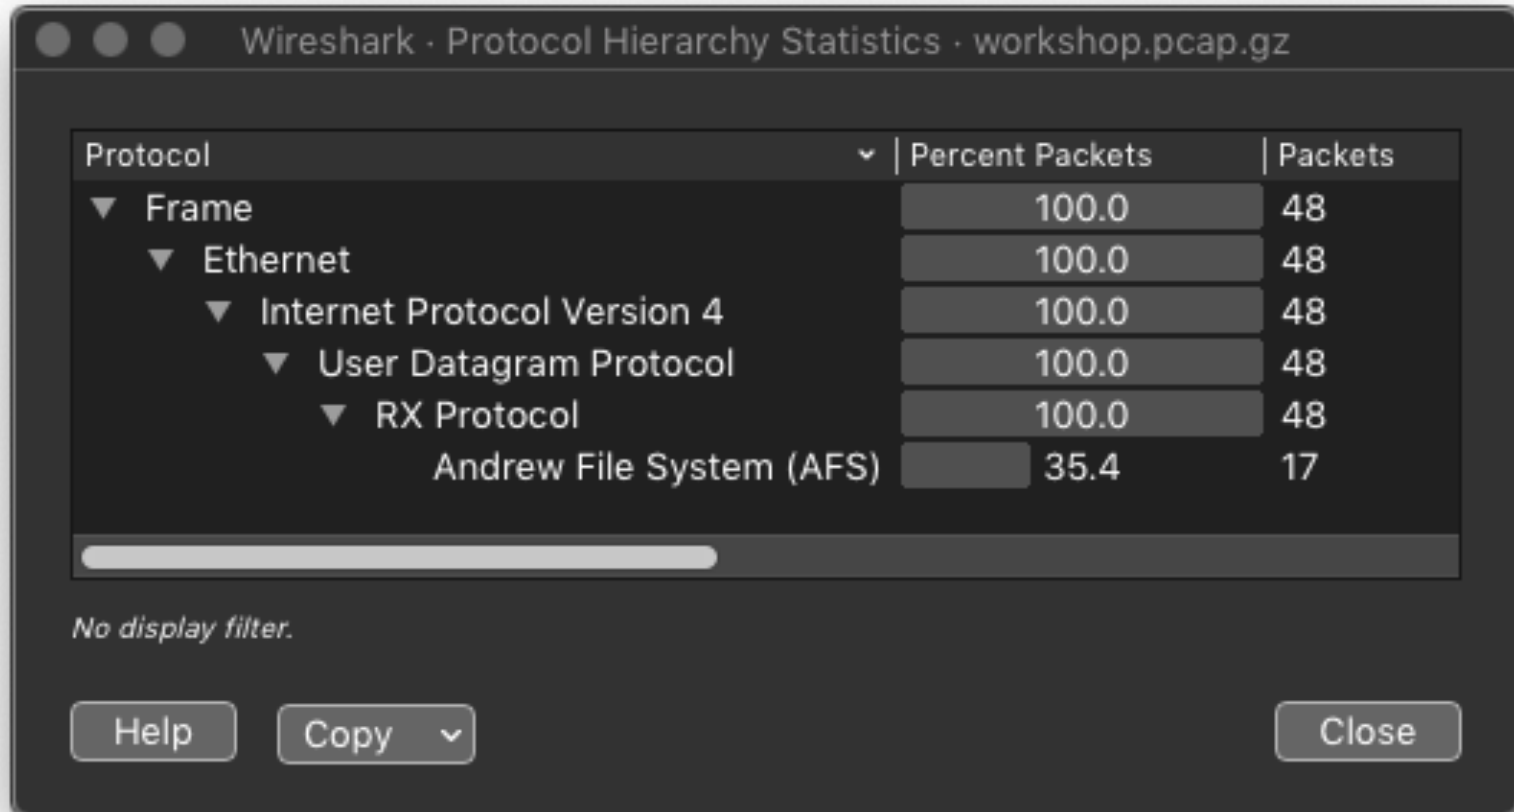 Wireshark · Protocol Hierarchy Statistics · workshop.pcap.gz
Protocol Percent Packets Packets
Frame 100.0 48
Ethernet 100.0 48
Internet Protocol Version 4 100.0 48
User Datagram Protocol 100.0 48
RX Protocol 100.0 48
Andrew File System (AFS) 35.4 17
No display filter.
Help Copy Close